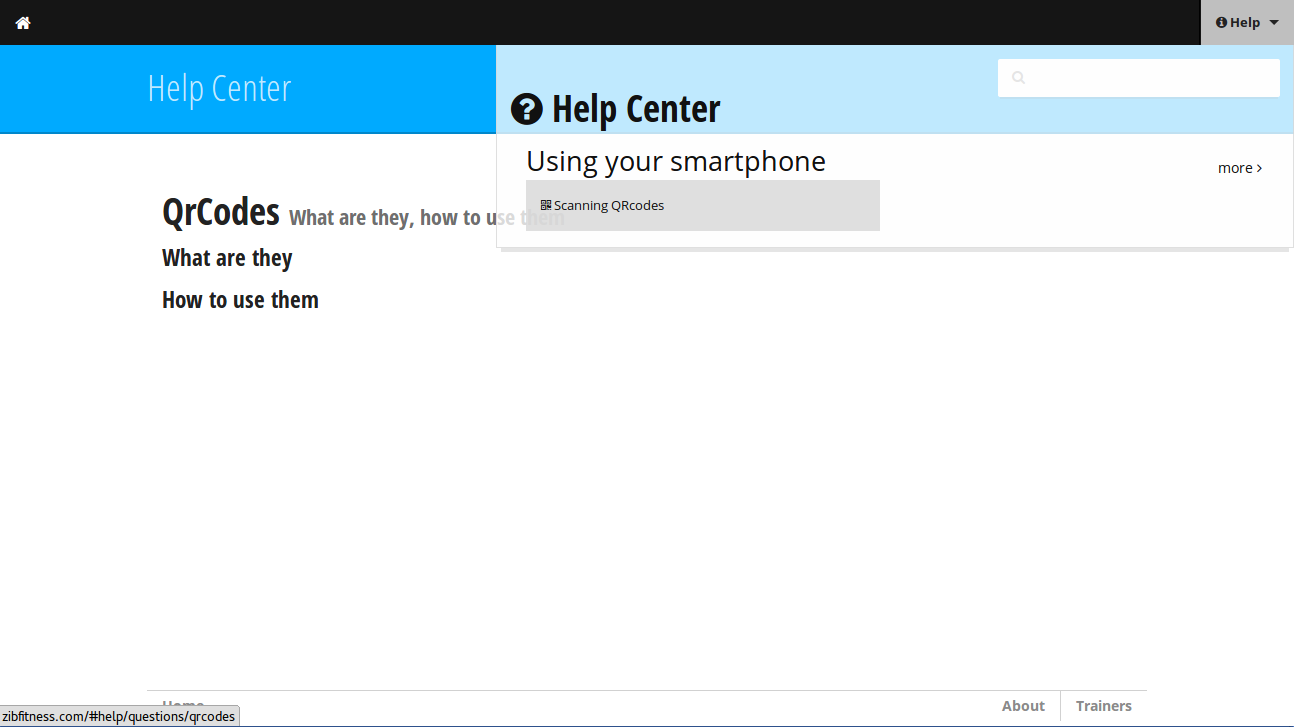 Help
Help Center
Help Center
Using your smartphone
more
Scanning QRcodes
QrCodes What are they, how to use them
What are they
How to use them
Home
About
Trainers
zibfitness.com/#help/questions/qrcodes